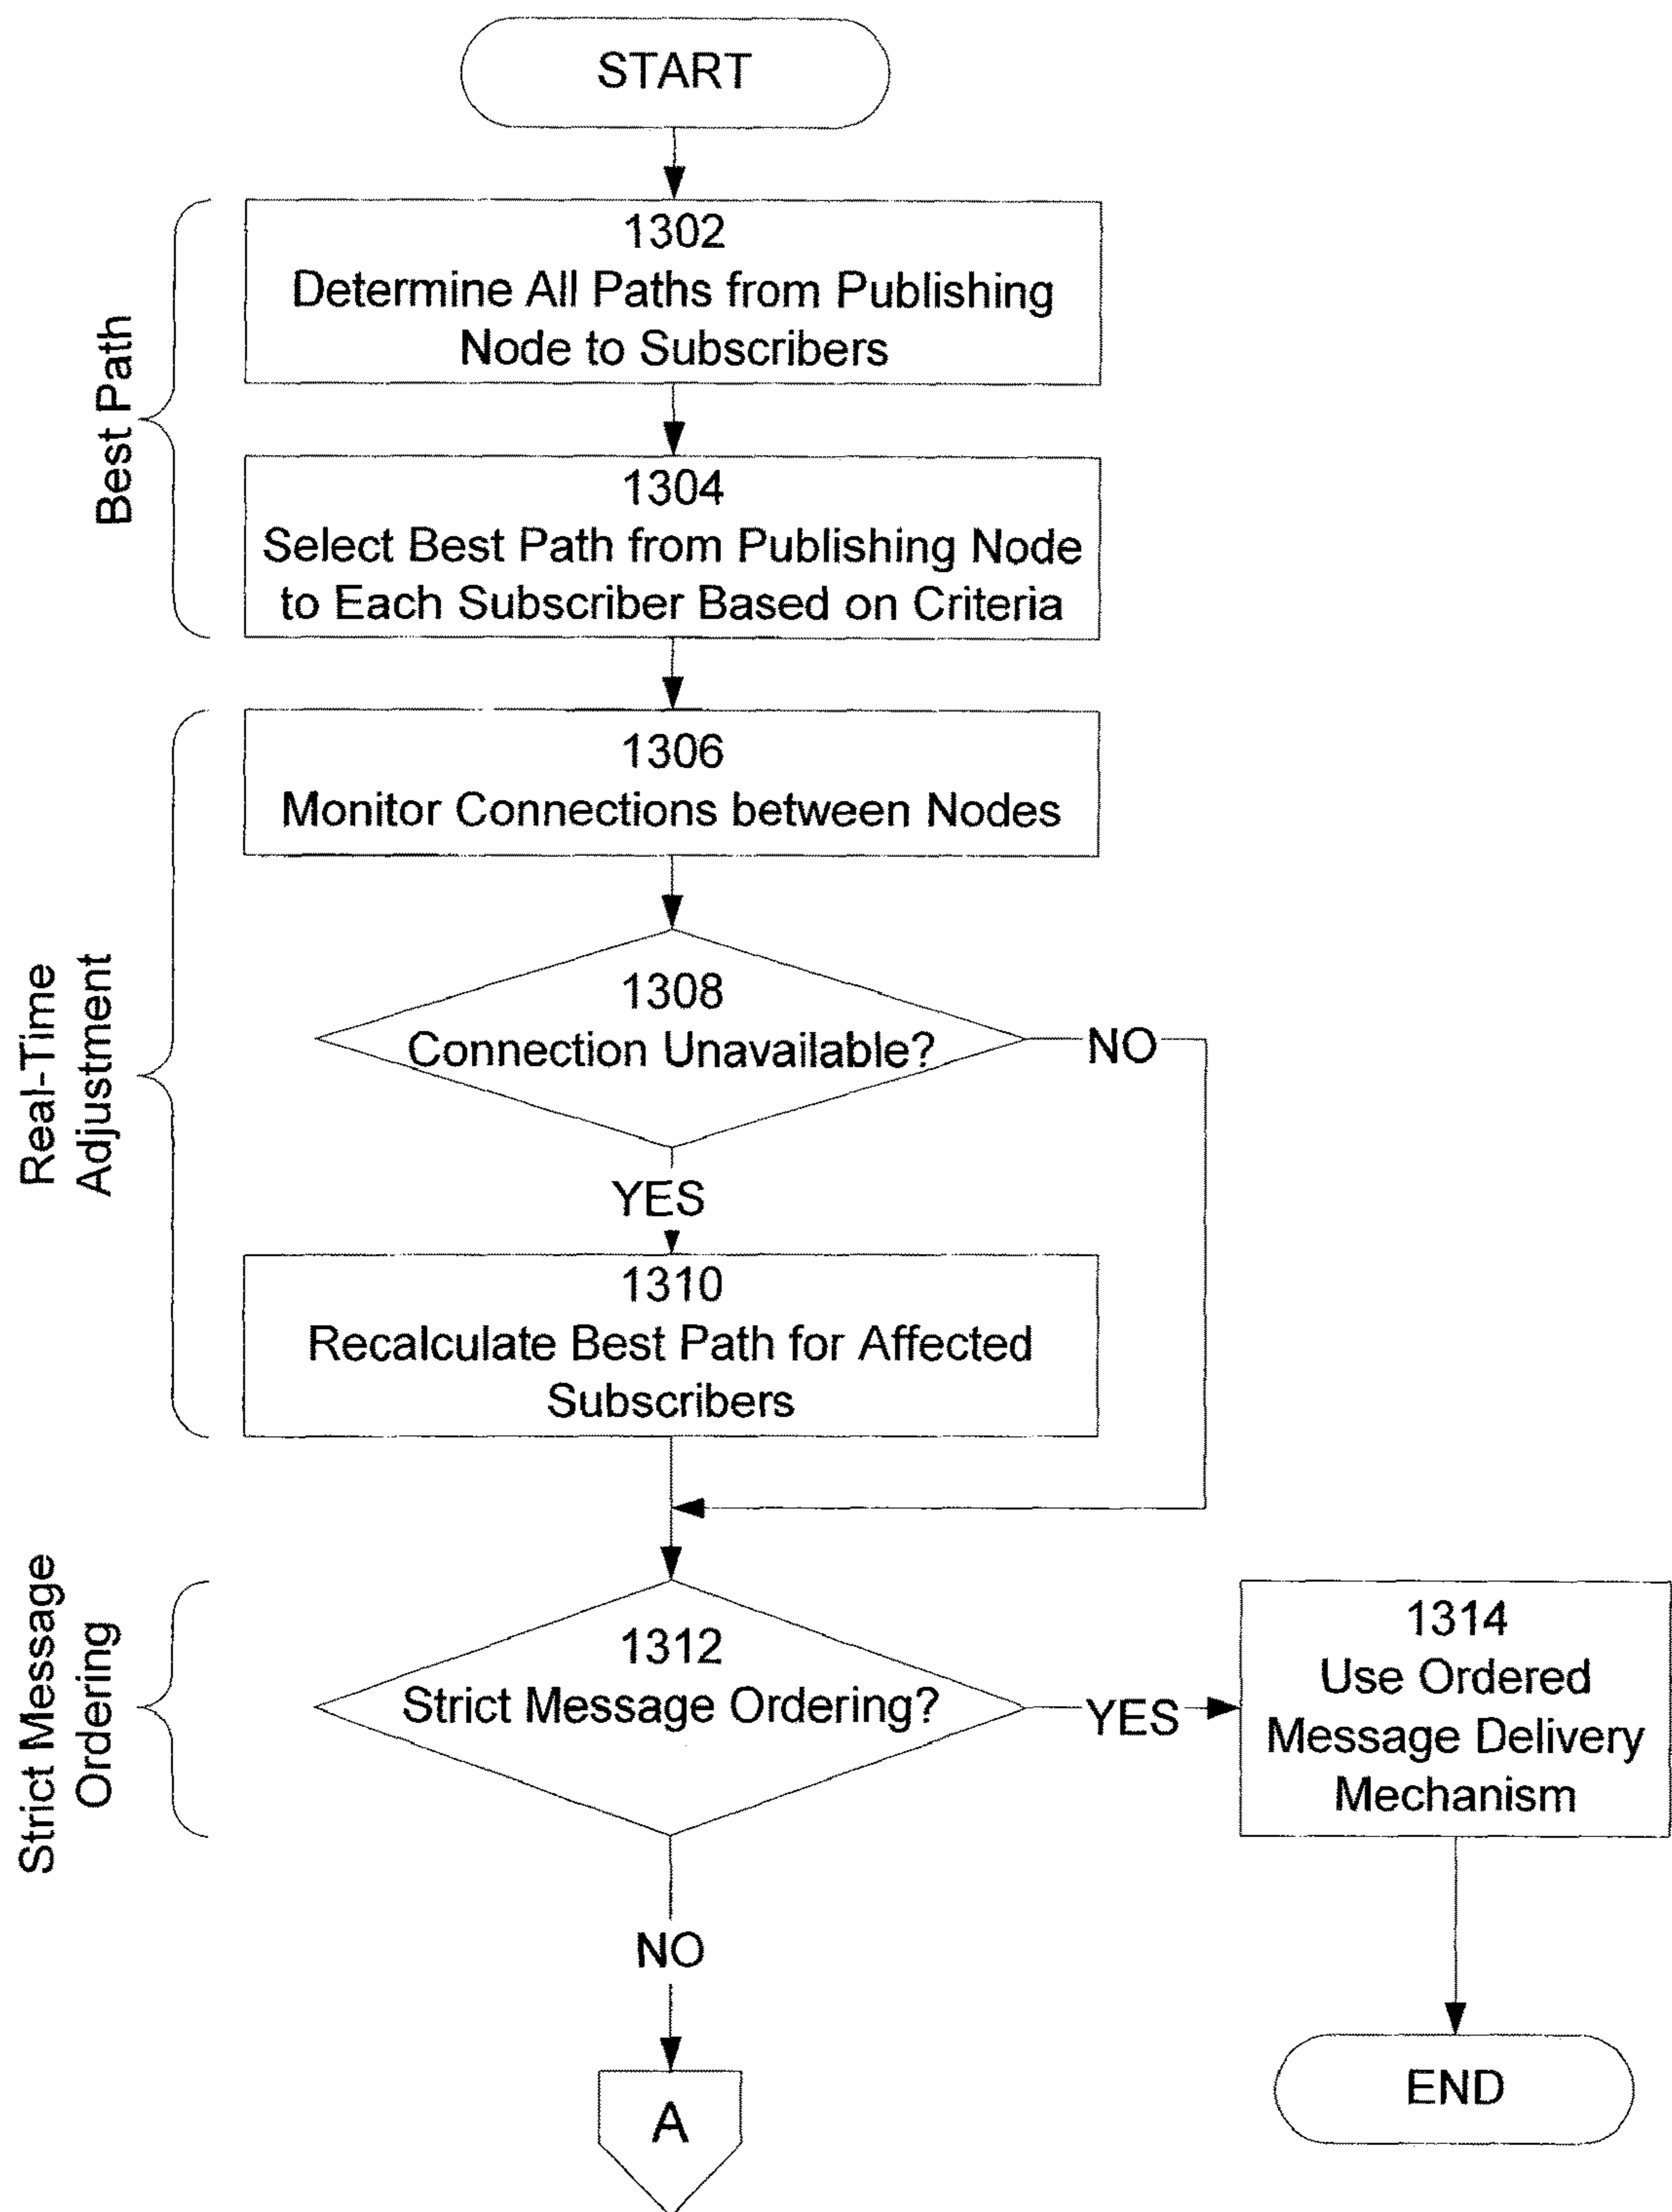 START
Best Path
1302
Determine All Paths from Publishing
Node to Subscribers
1304
Select Best Path from Publishing Node
to Each Subscriber Based on Criteria
Real-Time
Adjustment
1306
Monitor Connections between Nodes
1308
Connection Unavailable?
NO
YES
1310
Recalculate Best Path for Affected
Subscribers
Strict Message
Ordering
1312
Strict Message Ordering?
YES
1314
Use Ordered
Message Delivery
Mechanism
NO
A
END